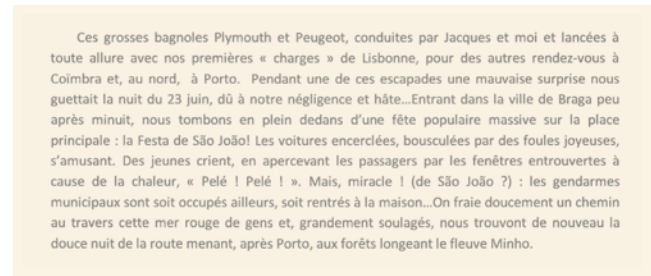 Ces grosses bagnoles Plymouth et Peugeot, conduites par Jacques et moi et lancées à
toute allure avec nos premières « charges » de Lisbonne, pour des autres rendez-vous à
Coïmbra et, au nord, à Porto. Pendant une de ces escapades une mauvaise surprise nous
guettait la nuit du 23 juin, dû à notre négligence et hâte…Entrant dans la ville de Braga peu
après minuit, nous tombons en plein dedans d’une fête populaire massive sur la place
principale : la Festa de São João! Les voitures encerclées, bousculées par des foules joyeuses,
s’amusant. Des jeunes crient, en apercevant les passagers par les fenêtres entrouvertes à
cause de la chaleur, « Pelé ! Pelé ! ». Mais, miracle ! (de São João ?) : les gendarmes
municipaux sont soit occupés ailleurs, soit rentrés à la maison…On fraie doucement un chemin
au travers cette mer rouge de gens et, grandement soulagés, nous trouvont de nouveau la
douce nuit de la route menant, après Porto, aux forêts longeant le fleuve Minho.